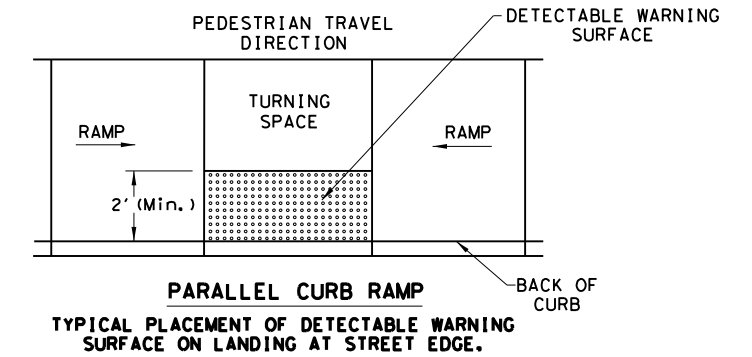 PEDESTRIAN TRAVEL
DIRECTION
DETECTABLE WARNING
SURFACE
TURNING
SPACE
RAMP
RAMP
2' (Min.)
BACK OF
CURB
PARALLEL CURB RAMP
TYPICAL PLACEMENT OF DETECTABLE WARNING
SURFACE ON LANDING AT STREET EDGE.